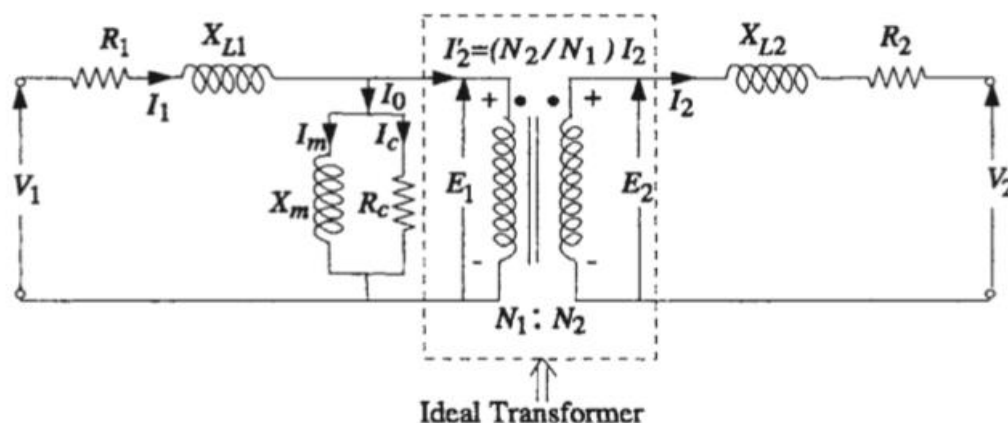 R1
XL1
I'2=(N2/N1) I2
XL2
R2
I1
I0
+
+
I2
Im
Ic
V1
Xm
Rc
E1
E2
V2
-
-
N1 : N2
Ideal Transformer